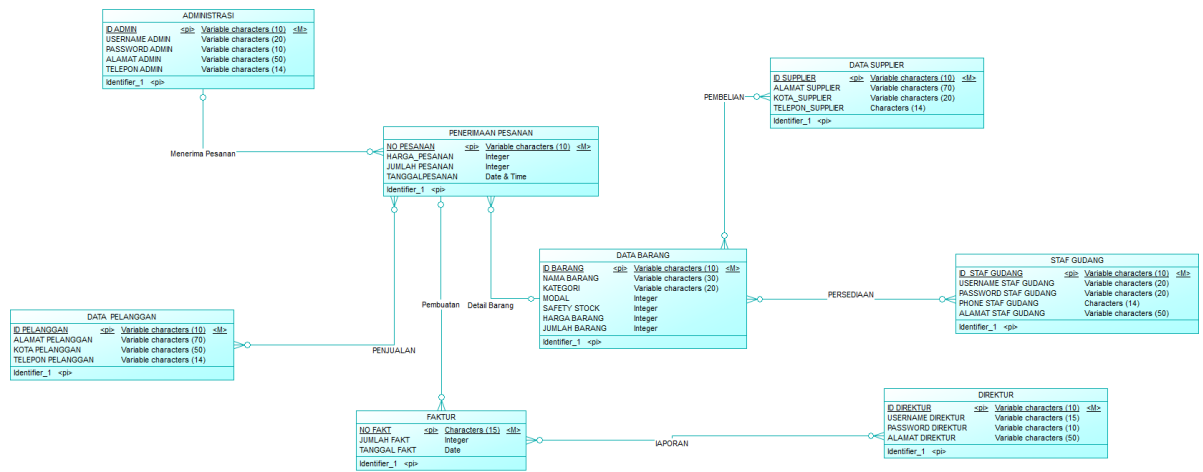 ADMINISTRASI
ID ADMIN <pi> Variable characters (10) <M>
USERNAME ADMIN Variable characters (20)
PASSWORD ADMIN Variable characters (10)
ALAMAT ADMIN Variable characters (50)
TELEPON ADMIN Variable characters (14)
Identifier_1 <pi>
DATA SUPPLIER
ID SUPPLIER <pi> Variable characters (10) <M>
ALAMAT SUPPLIER Variable characters (70)
KOTA_SUPPLIER Variable characters (20)
TELEPON_SUPPLIER Characters (14)
Identifier_1 <pi>
PEMBELIAN
Menerima Pesanan
PENERIMAAN PESANAN
NO PESANAN <pi> Variable characters (10) <M>
HARGA_PESANAN Integer
JUMLAH PESANAN Integer
TANGGALPESANAN Date & Time
Identifier_1 <pi>
DATA BARANG
ID BARANG <pi> Variable characters (10) <M>
NAMA BARANG Variable characters (30)
KATEGORI Variable characters (20)
MODAL Integer
SAFETY STOCK Integer
HARGA BARANG Integer
JUMLAH BARANG Integer
Identifier_1 <pi>
PERSEDIAAN
STAF GUDANG
ID_STAF GUDANG <pi> Variable characters (10) <M>
USERNAME STAF GUDANG Variable characters (20)
PASSWORD STAF GUDANG Variable characters (20)
PHONE STAF GUDANG Characters (14)
ALAMAT STAF GUDANG Variable characters (50)
Identifier_1 <pi>
Pembuatan
Detail Barang
DATA PELANGGAN
ID PELANGGAN <pi> Variable characters (10) <M>
ALAMAT PELANGGAN Variable characters (70)
KOTA PELANGGAN Variable characters (50)
TELEPON PELANGGAN Variable characters (14)
Identifier_1 <pi>
PENJUALAN
FAKTUR
NO FAKT <pi> Characters (15) <M>
JUMLAH FAKT Integer
TANGGAL FAKT Date
Identifier_1 <pi>
lAPORAN
DIREKTUR
ID DIREKTUR <pi> Variable characters (10) <M>
USERNAME DIREKTUR Variable characters (15)
PASSWORD DIREKTUR Variable characters (10)
ALAMAT DIREKTUR Variable characters (50)
Identifier_1 <pi>